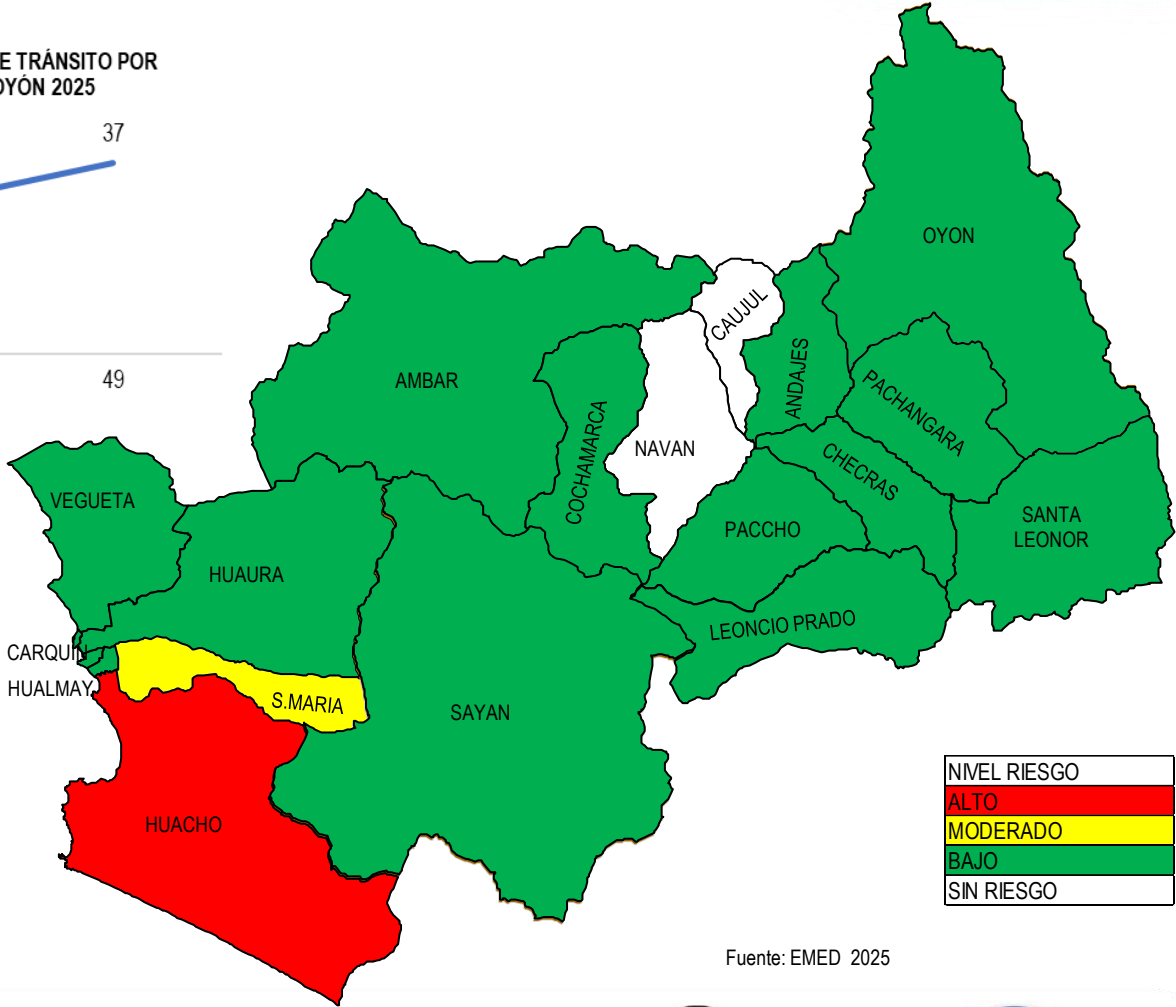 E TRÁNSITO POR
OYÓN 2025
37
49
OYON
CAUJUL
ANDAJES
PACHANGARA
AMBAR
COCHAMARCA
NAVAN
CHECRAS
VEGUETA
PACCHO
SANTA
LEONOR
HUAURA
LEONCIO PRADO
CARQUIN
HUALMAY
S.MARIA
SAYAN
HUACHO
NIVEL RIESGO
ALTO
MODERADO
BAJO
SIN RIESGO
Fuente: EMED 2025